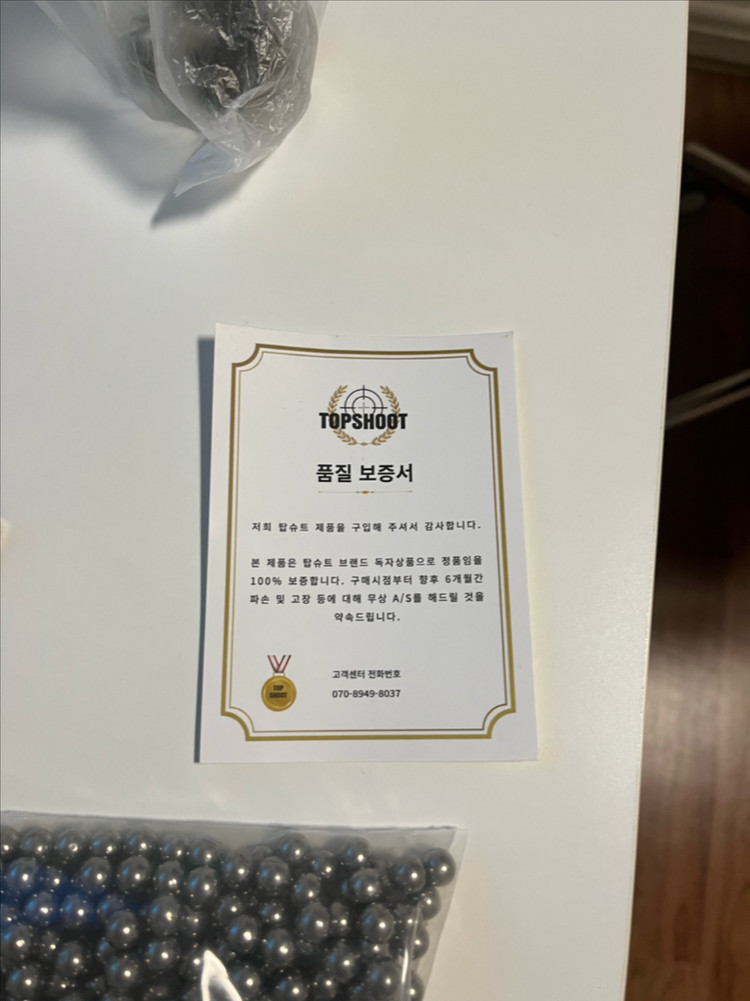 TOPSHOOT
품질 보증서
저희 탑슈트 제품을 구입해 주셔서 감사합니다.
본 제품은 탑슈트 브랜드 독자상품으로 정품임을
100% 보증합니다. 구매시점부터 향후 6개월간
파손 및 고장 등에 대해 무상 A/S를 해드릴 것을
약속드립니다.
TOP
SHOOT
고객센터 전화번호
070-8949-8037